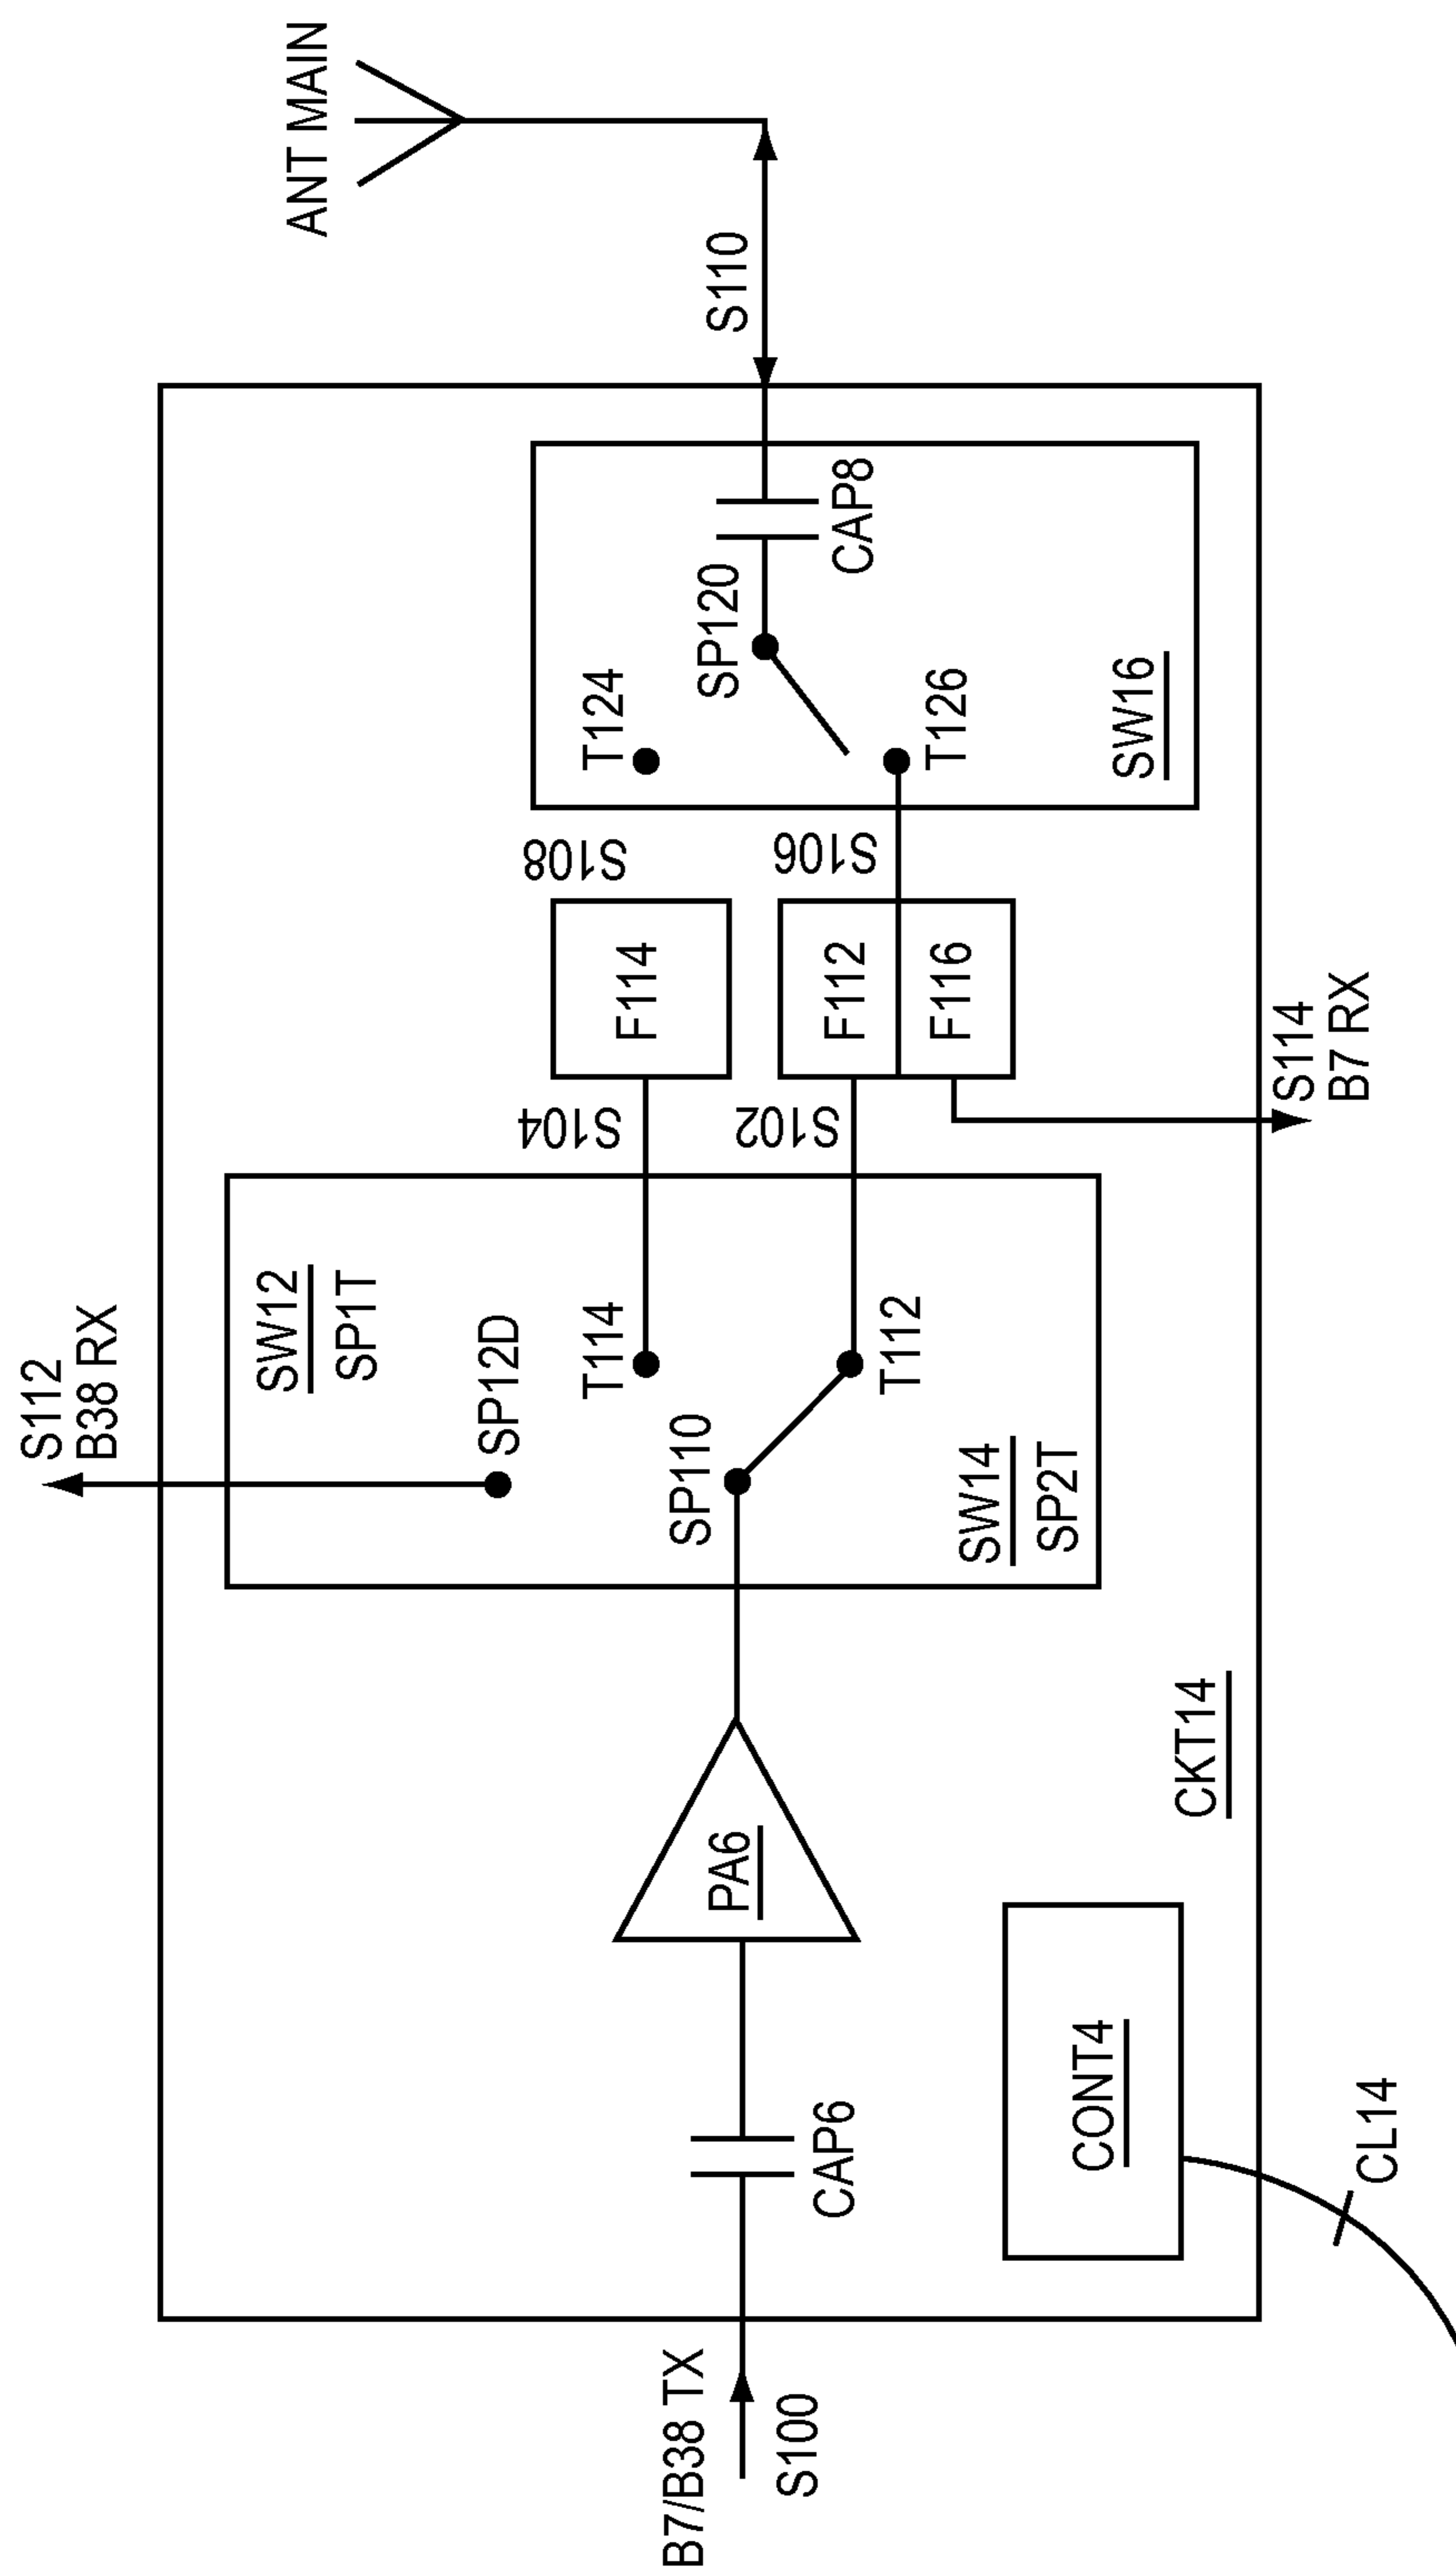 S112
B38 RX
SW12
SP1T
SP12D
T114
SP110
T112
SW14
SP2T
B7/B38 TX
S100
CAP6
PA6
CONT4
CL14
CKT14
S104
S102
F114
F112
F116
S108
S106
S114
B7 RX
T124
SP120
T126
CAP8
SW16
S110
ANT MAIN